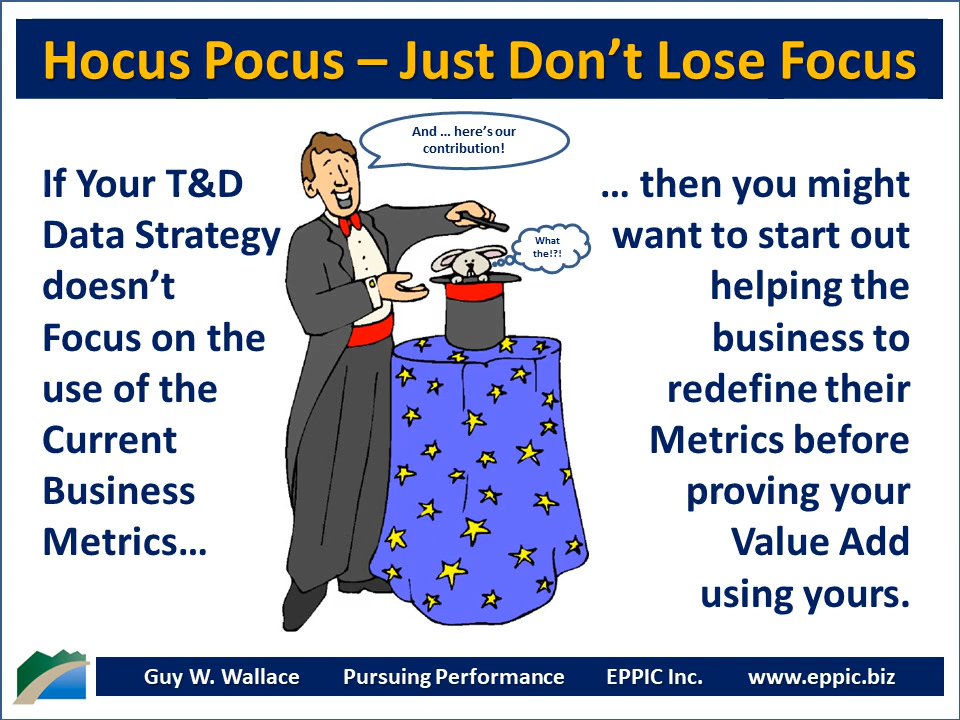 Hocus Pocus – Just Don’t Lose Focus
And … here’s our
contribution!
If Your T&D
Data Strategy
doesn’t
Focus on the
use of the
Current
Business
Metrics…
What
the!?!
… then you might
want to start out
helping the
business to
redefine their
Metrics before
proving your
Value Add
using yours.
Guy W. Wallace Pursuing Performance EPPIC Inc. www.eppic.biz